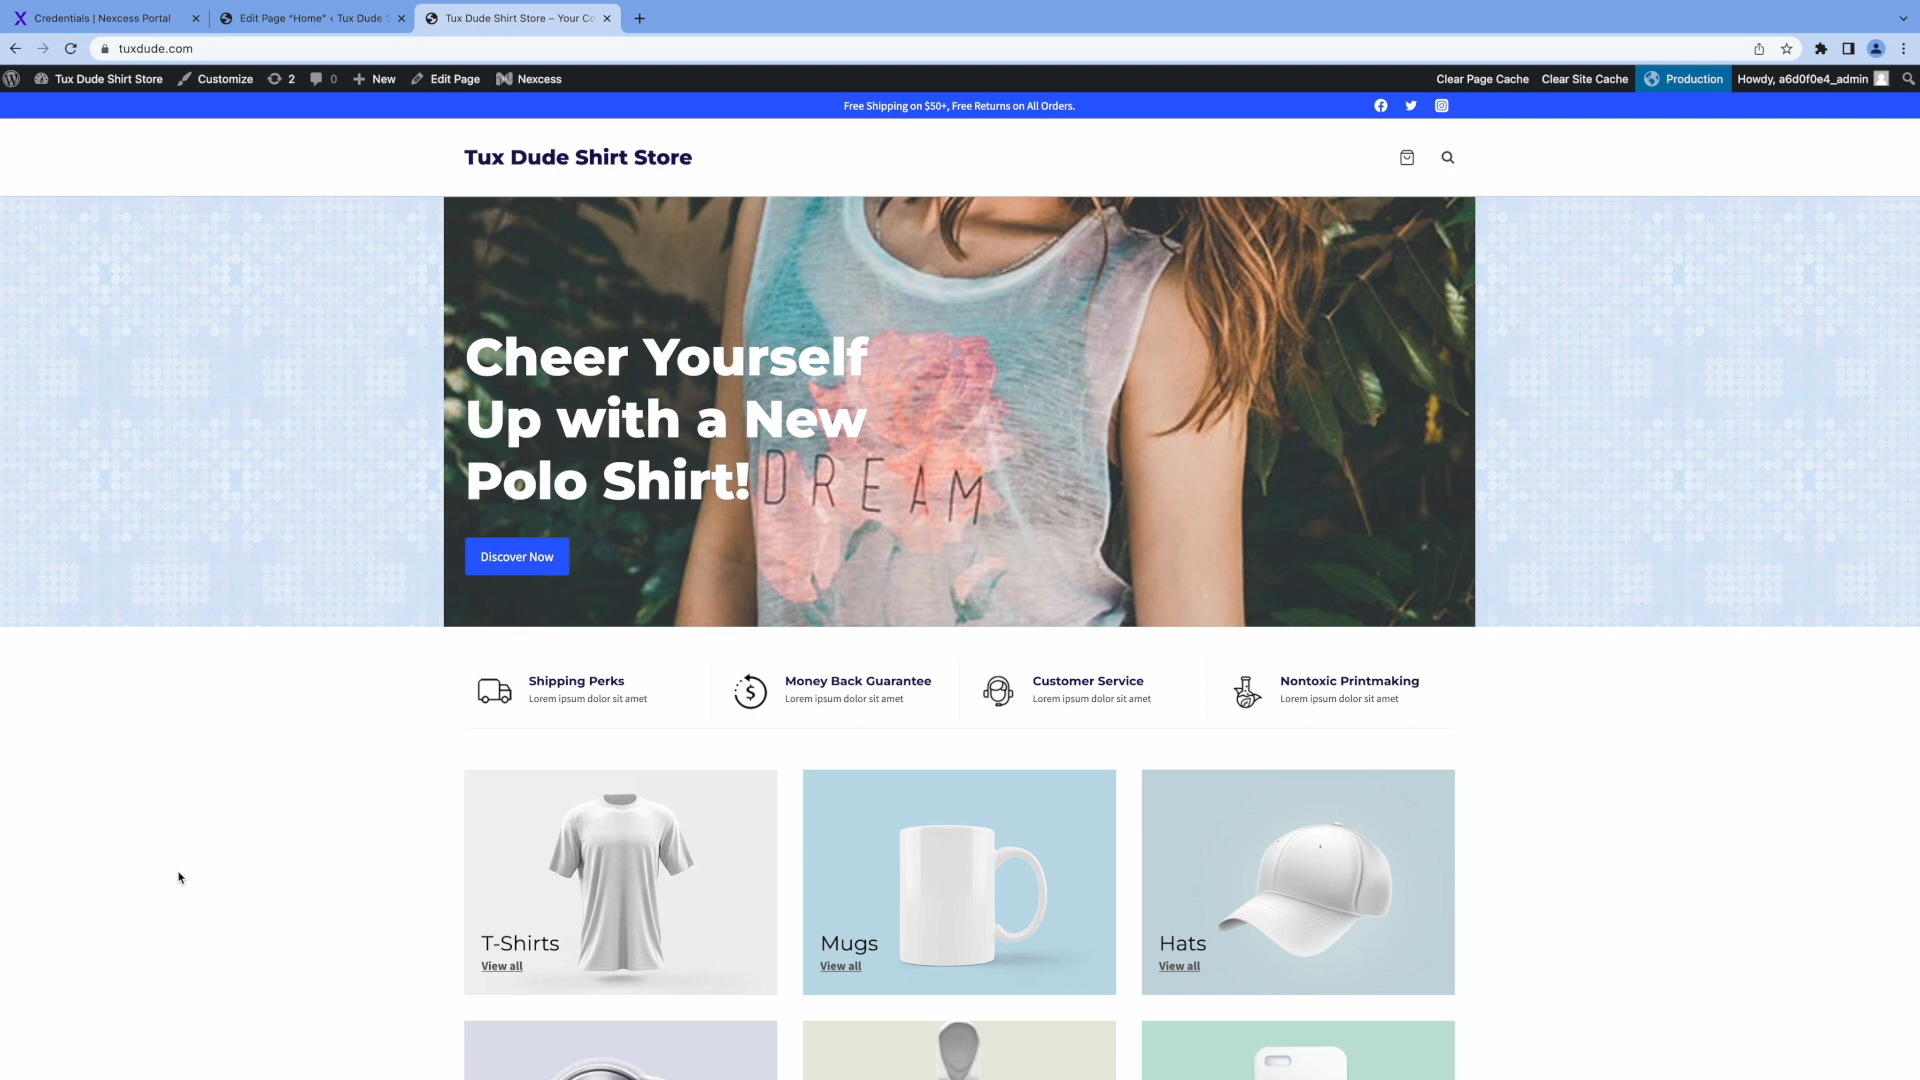 Credentials | Nexcess Portal
Edit Page “Home” ‹ Tux Dude S
Tux Dude Shirt Store – Your Co
tuxdude.com
Tux Dude Shirt Store
Customize
2
0
New
Edit Page
Nexcess
Clear Page Cache
Clear Site Cache
Production
Howdy, a6d0f0e4_admin
Free Shipping on $50+, Free Returns on All Orders.
Tux Dude Shirt Store
Cheer Yourself
Up with a New
Polo Shirt!
DREAM
Discover Now
Shipping Perks
Lorem ipsum dolor sit amet
Money Back Guarantee
Lorem ipsum dolor sit amet
Customer Service
Lorem ipsum dolor sit amet
Nontoxic Printmaking
Lorem ipsum dolor sit amet
T-Shirts
View all
Mugs
View all
Hats
View all